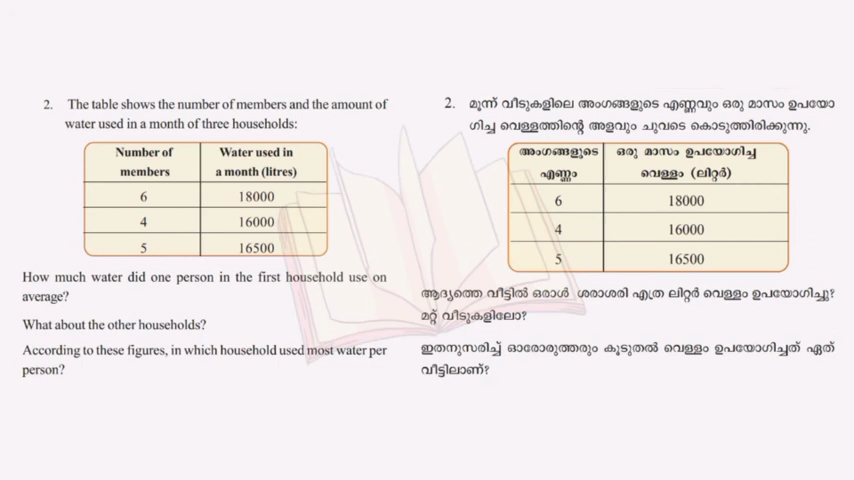 2. The table shows the number of members and the amount of
water used in a month of three households:
Number of members | Water used in a month (litres)
6 18000
4 16000
5 16500
How much water did one person in the first household use on
average?
What about the other households?
According to these figures, in which household used most water per
person?
2. മൂന്ന് വീടുകളിലെ അംഗങ്ങളുടെ എണ്ണവും ഒരു മാസം ഉപയോ
ഗിച്ച വെള്ളത്തിന്റെ അളവും ചുവടെ കൊടുത്തിരിക്കുന്നു.
അംഗങ്ങളുടെ എണ്ണം | ഒരു മാസം ഉപയോഗിച്ച വെള്ളം (ലിറ്റർ)
6 18000
4 16000
5 16500
ആദ്യത്തെ വീട്ടിൽ ഒരാൾ ശരാശരി എത്ര ലിറ്റർ വെള്ളം ഉപയോഗിച്ചു?
മറ്റ് വീടുകളിലോ?
ഇതനുസരിച്ച് ഓരോരുത്തരും കൂടുതൽ വെള്ളം ഉപയോഗിച്ചത് ഏത്
വീട്ടിലാണ്?